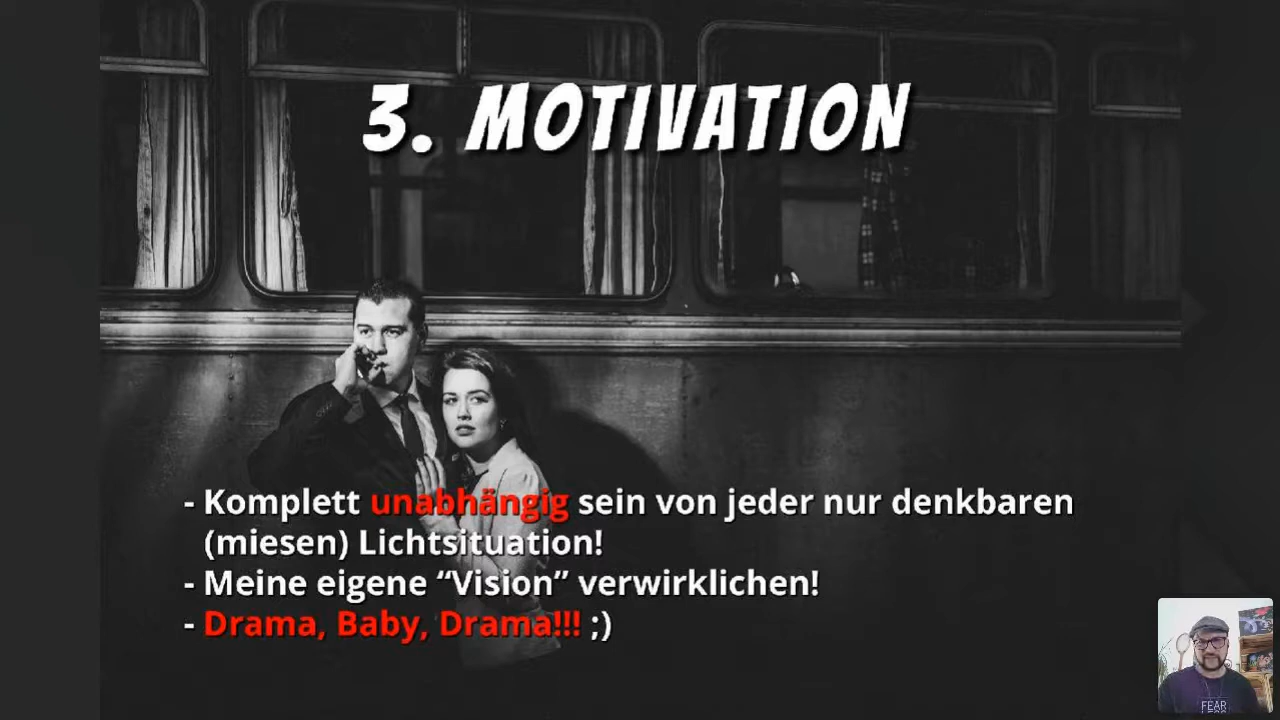 3. MOTIVATION
- Komplett unabhängig sein von jeder nur denkbaren
(miesen) Lichtsituation!
- Meine eigene “Vision” verwirklichen!
- Drama, Baby, Drama!!! ;)
FEAR